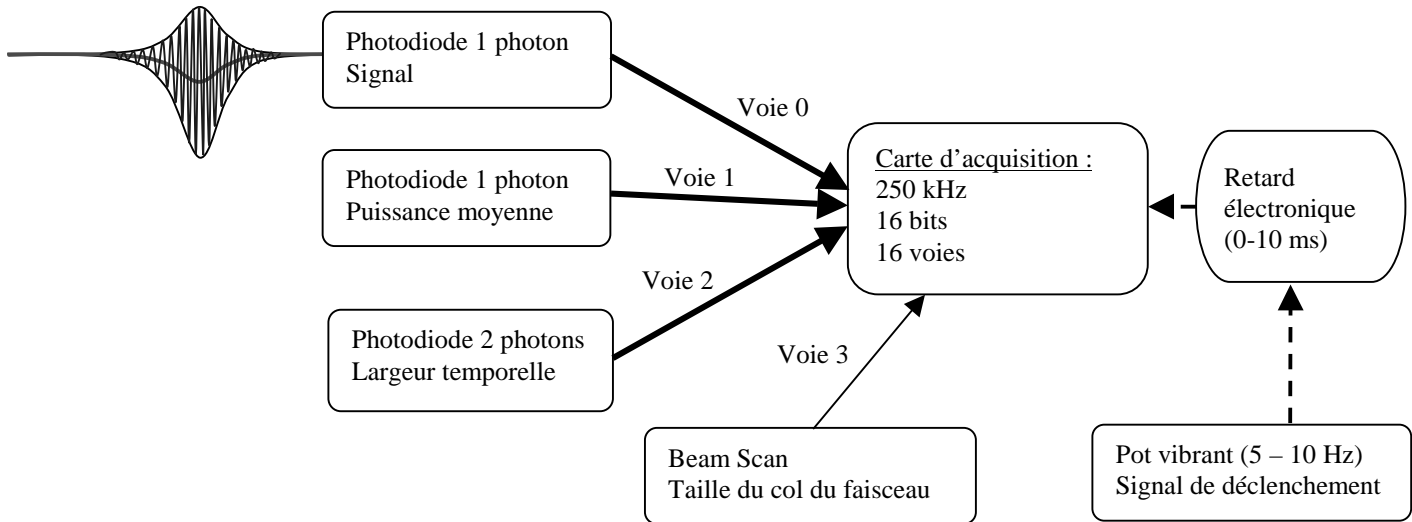 Photodiode 1 photon
Signal
Voie 0
Photodiode 1 photon
Puissance moyenne
Voie 1
Carte d'acquisition :
250 kHz
16 bits
16 voies
Retard
électronique
(0-10 ms)
Voie 2
Photodiode 2 photons
Largeur temporelle
Voie 3
Beam Scan
Taille du col du faisceau
Pot vibrant (5 – 10 Hz)
Signal de déclenchement